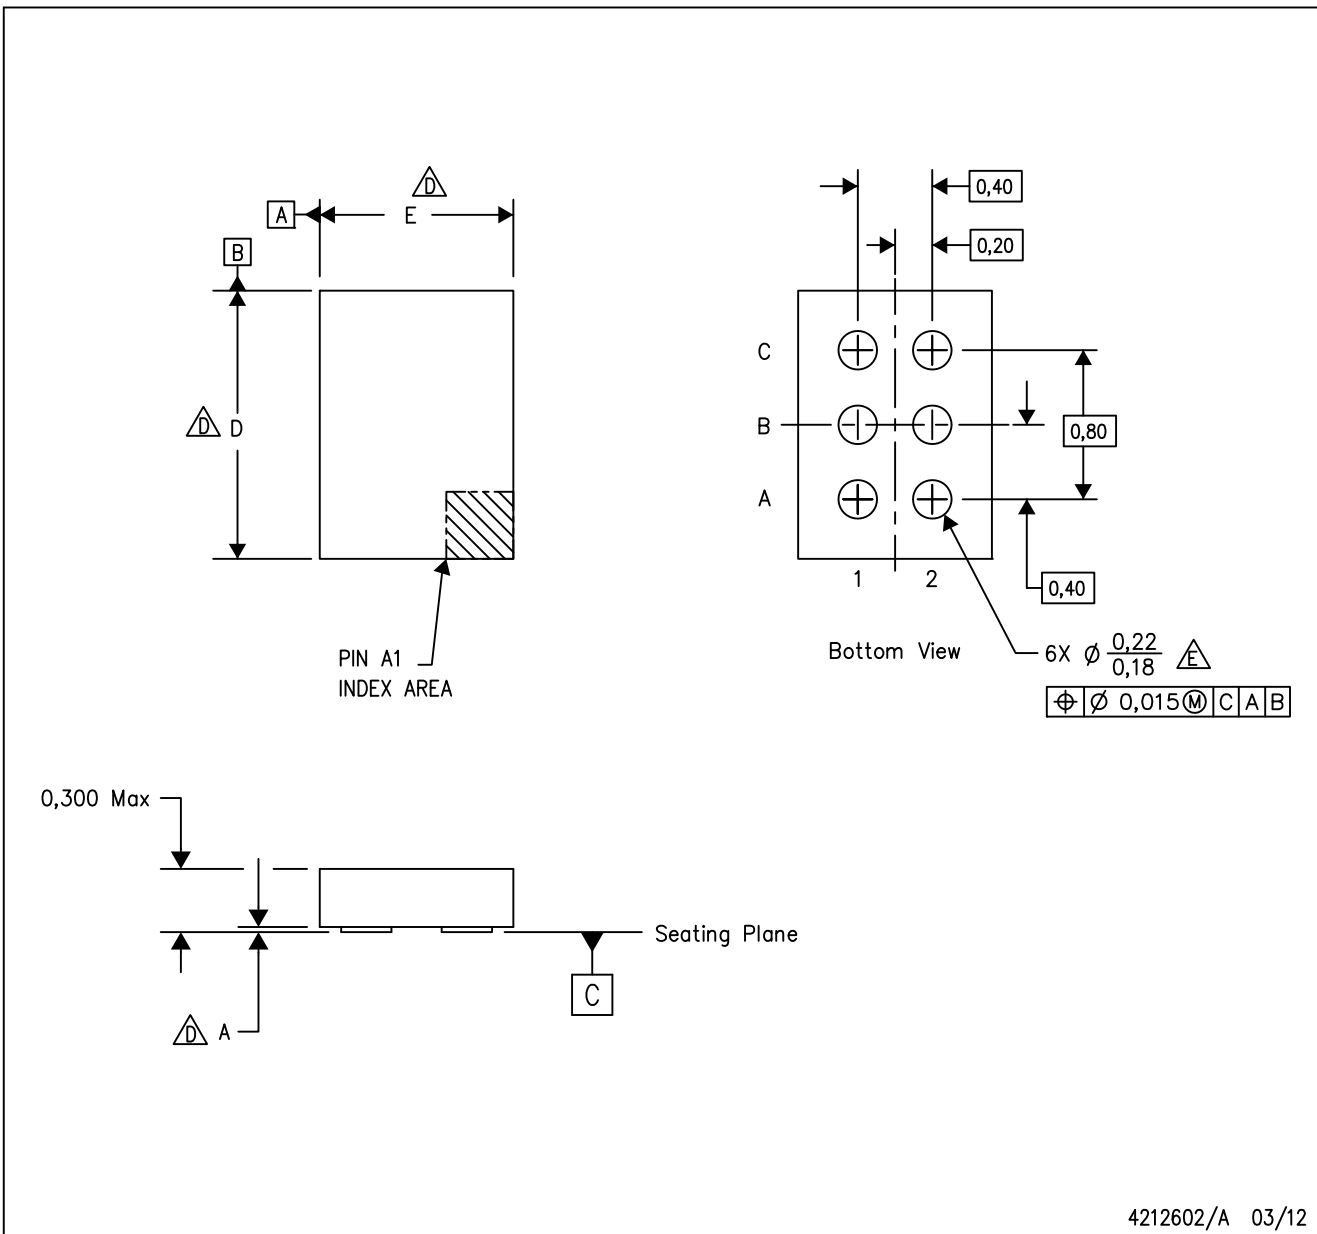 D
A
E
B
D
D
PIN A1
INDEX AREA
0,40
0,20
C
B
A
0,80
0,40
1
2
Bottom View
6X Ø 0,22
0,18
E
⌖ Ø 0,015Ⓜ C A B
0,300 Max
Seating Plane
C
D A
4212602/A 03/12